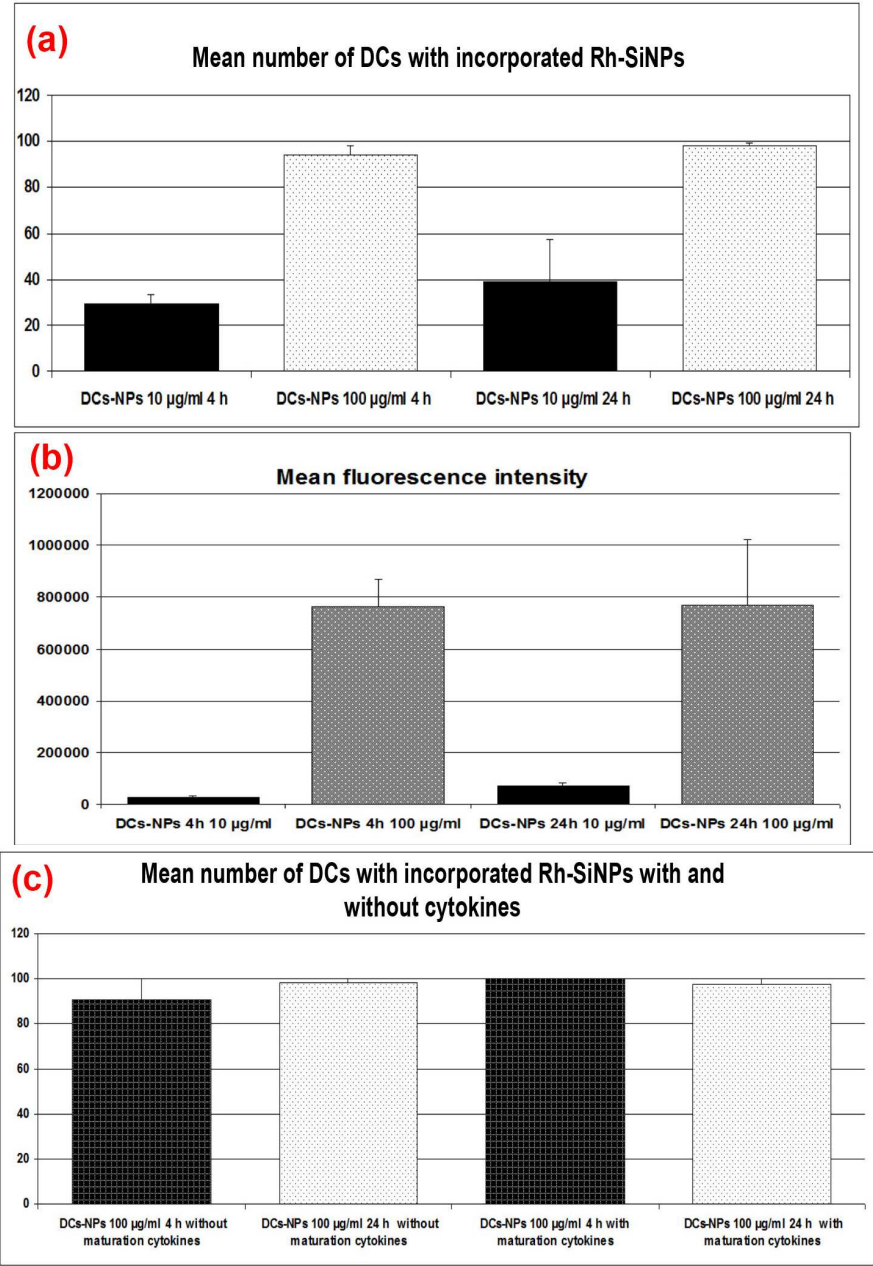 (a)
Mean number of DCs with incorporated Rh-SiNPs
120
100
80
60
40
20
0
DCs-NPs 10 µg/ml 4 h DCs-NPs 100 µg/ml 4 h DCs-NPs 10 µg/ml 24 h DCs-NPs 100 µg/ml 24 h
(b)
Mean fluorescence intensity
1200000
1000000
800000
600000
400000
200000
0
DCs-NPs 4h 10 µg/ml DCs-NPs 4h 100 µg/ml DCs-NPs 24h 10 µg/ml DCs-NPs 24h 100 µg/ml
(c)
Mean number of DCs with incorporated Rh-SiNPs with and
without cytokines
120
100
80
60
40
20
0
DCs-NPs 100 µg/ml 4 h without
maturation cytokines
DCs-NPs 100 µg/ml 24 h without
maturation cytokines
DCs-NPs 100 µg/ml 4 h with
maturation cytokines
DCs-NPs 100 µg/ml 24 h with
maturation cytokines